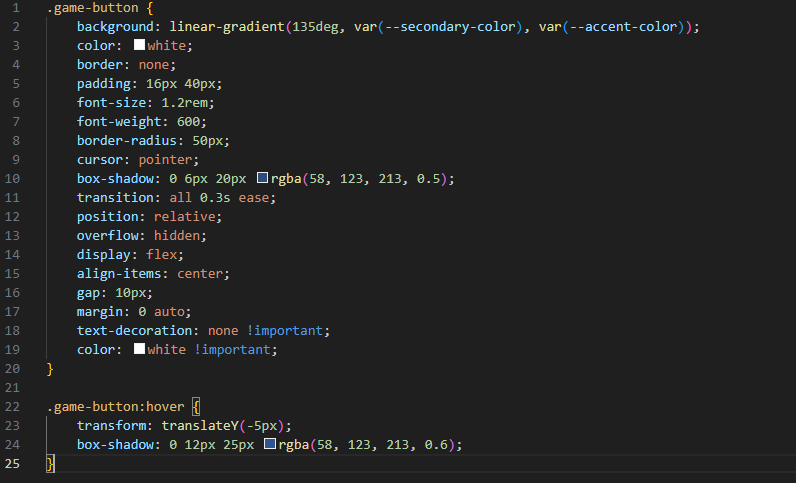 1 .game-button {
2     background: linear-gradient(135deg, var(--secondary-color), var(--accent-color));
3     color: white;
4     border: none;
5     padding: 16px 40px;
6     font-size: 1.2rem;
7     font-weight: 600;
8     border-radius: 50px;
9     cursor: pointer;
10     box-shadow: 0 6px 20px rgba(58, 123, 213, 0.5);
11     transition: all 0.3s ease;
12     position: relative;
13     overflow: hidden;
14     display: flex;
15     align-items: center;
16     gap: 10px;
17     margin: 0 auto;
18     text-decoration: none !important;
19     color: white !important;
20 }
21
22 .game-button:hover {
23     transform: translateY(-5px);
24     box-shadow: 0 12px 25px rgba(58, 123, 213, 0.6);
25 }